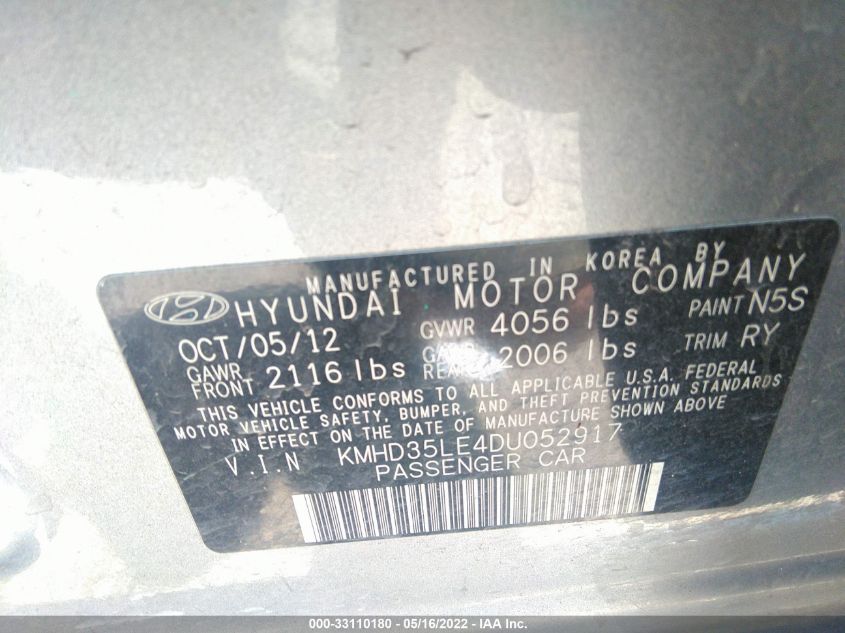 MANUFACTURED IN KOREA BY
HYUNDAI MOTOR COMPANY
OCT/05/12 GVWR 4056 lbs PAINT N5S
GAWR FRONT 2116 lbs GAWR REAR 2006 lbs TRIM RY
THIS VEHICLE CONFORMS TO ALL APPLICABLE U.S.A. FEDERAL
MOTOR VEHICLE SAFETY, BUMPER, AND THEFT PREVENTION STANDARDS
IN EFFECT ON THE DATE OF MANUFACTURE SHOWN ABOVE
V.I.N KMHD35LE4DU052917
PASSENGER CAR
000-33110180 - 05/16/2022 - IAA Inc.